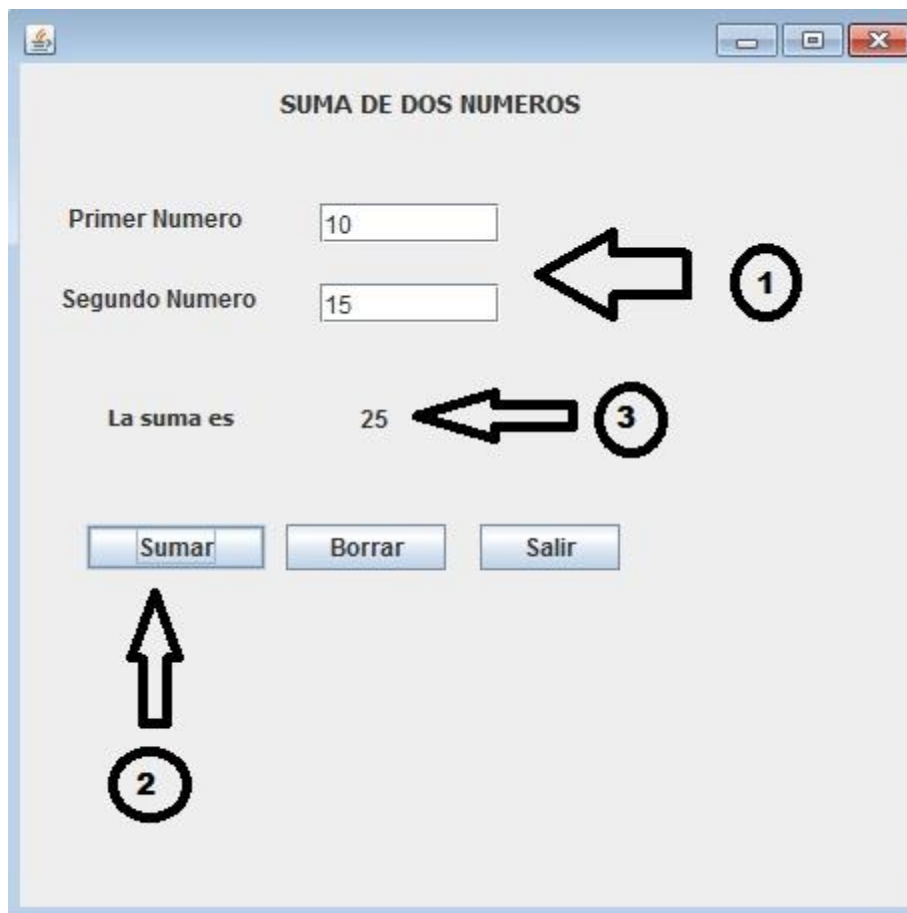 SUMA DE DOS NUMEROS
Primer Numero 10
1
Segundo Numero 15
La suma es 25 3
Sumar Borrar Salir
2